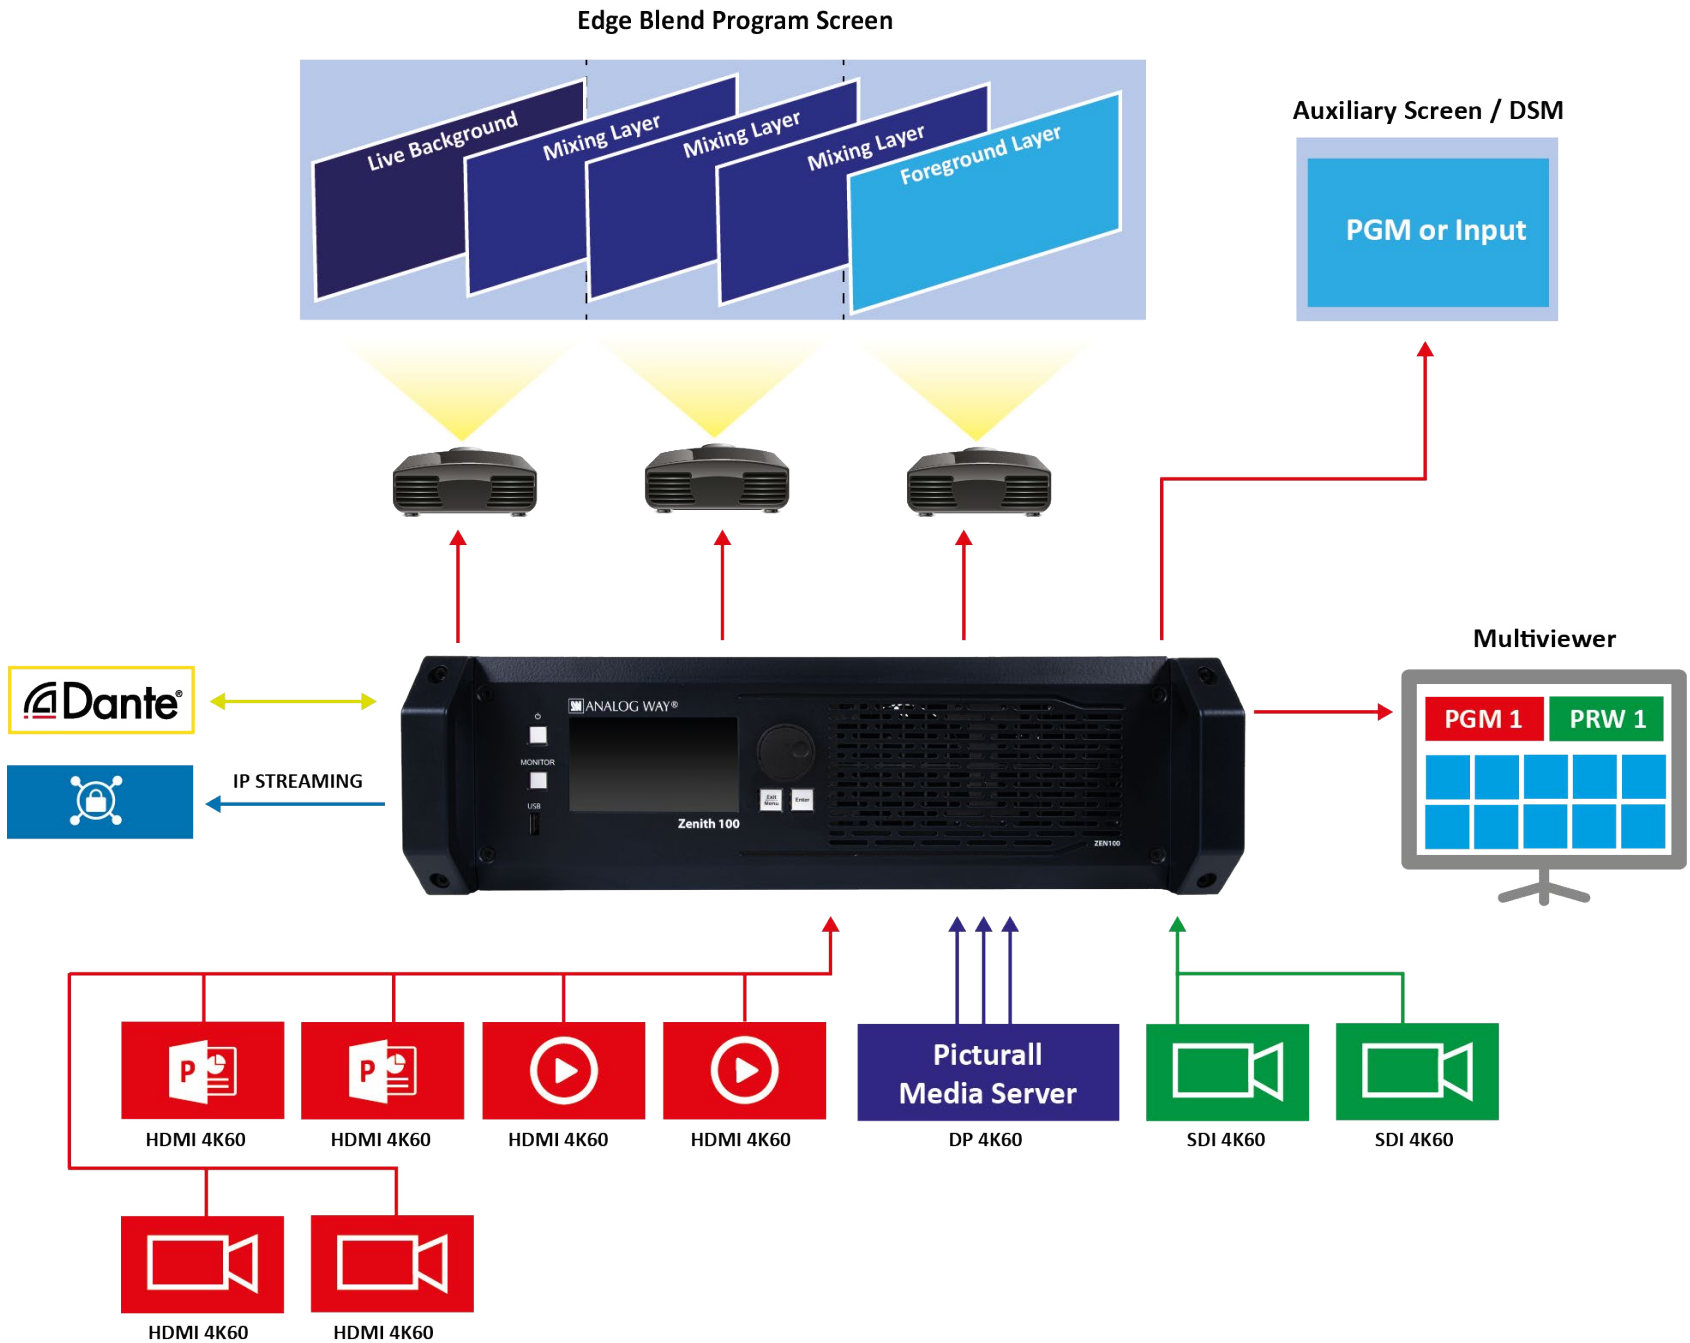 Edge Blend Program Screen
Live Background
Mixing Layer
Mixing Layer
Mixing Layer
Foreground Layer
Auxiliary Screen / DSM
PGM or Input
Multiviewer
PGM 1
PRW 1
Dante®
IP STREAMING
ANALOG WAY®
MONITOR
USB
Exit
Menu
Enter
Zenith 100
ZEN100
P
P
HDMI 4K60
HDMI 4K60
HDMI 4K60
HDMI 4K60
Picturall
Media Server
DP 4K60
SDI 4K60
SDI 4K60
HDMI 4K60
HDMI 4K60